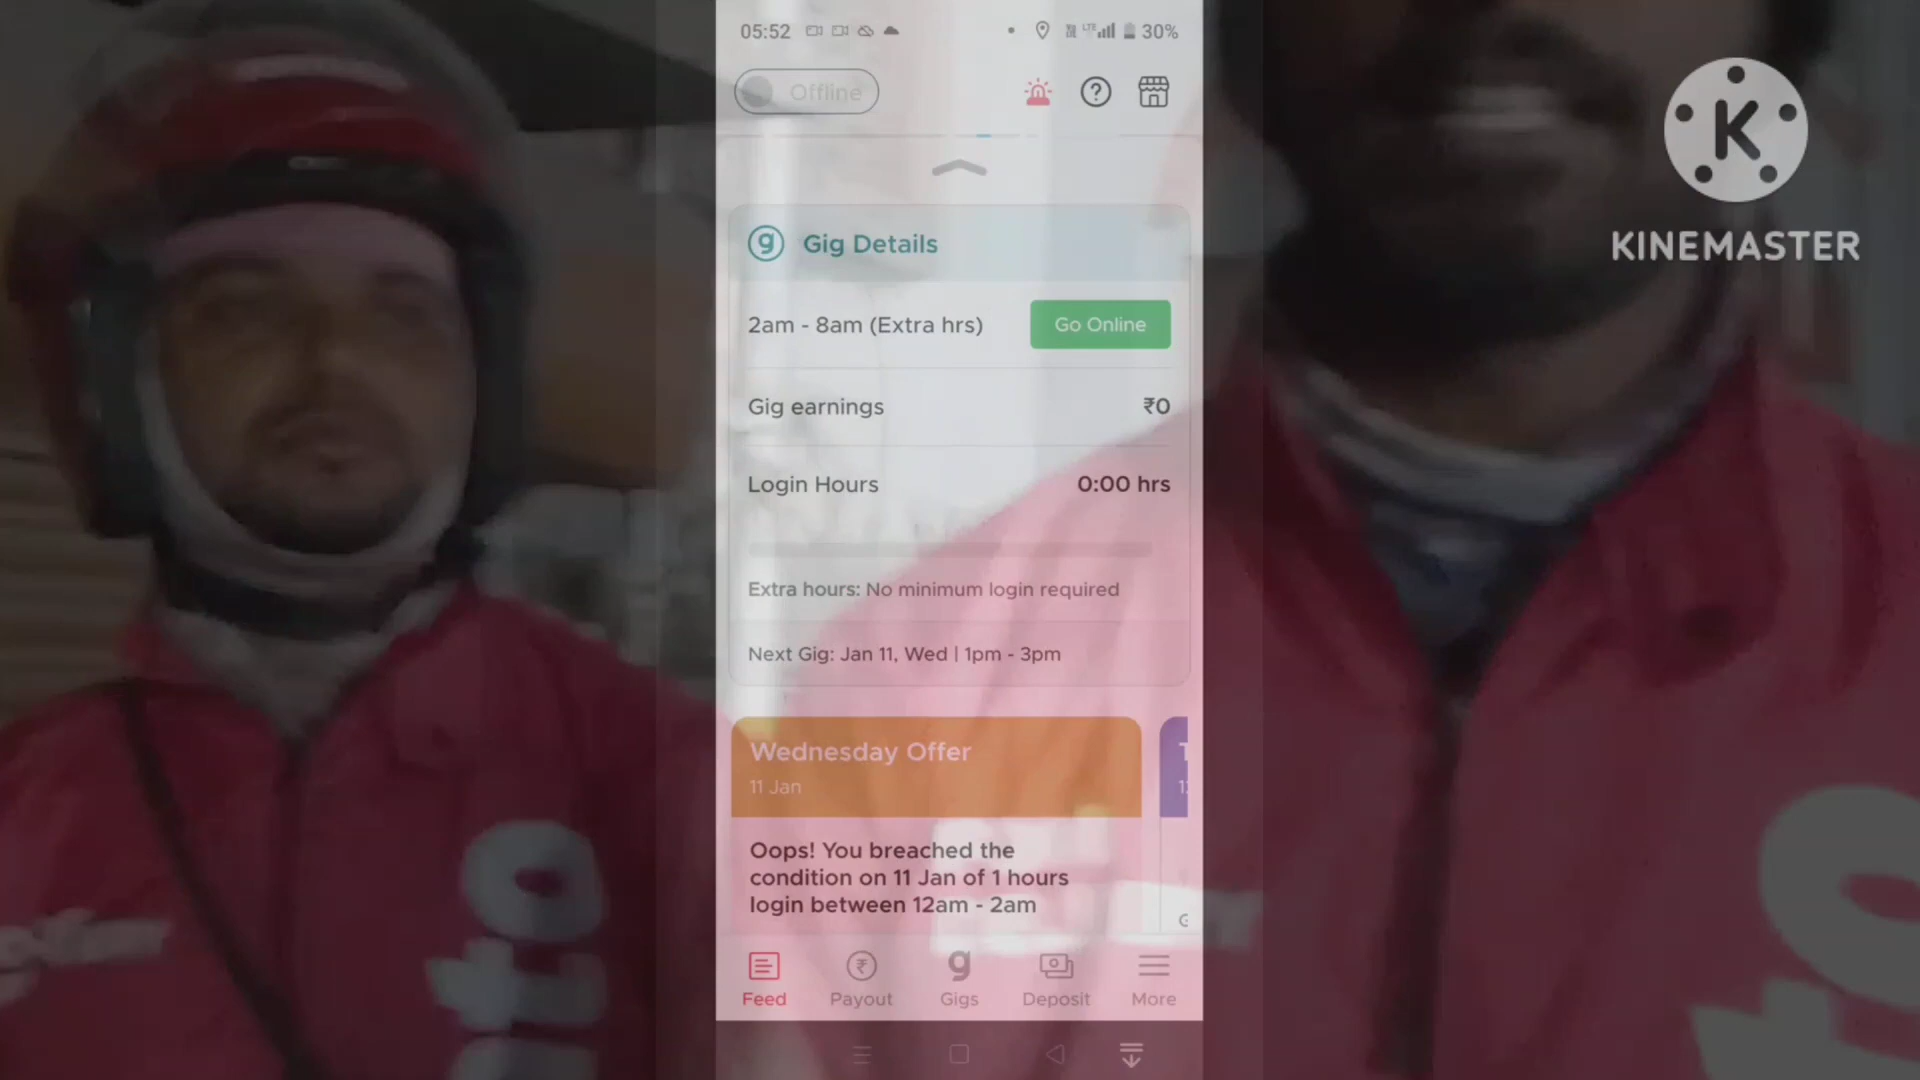 05:52 LTE 30%
Offline
Gig Details
2am - 8am (Extra hrs) Go Online
Gig earnings ₹0
Login Hours 0:00 hrs
Extra hours: No minimum login required
Next Gig: Jan 11, Wed | 1pm - 3pm
Wednesday Offer
11 Jan
Oops! You breached the
condition on 11 Jan of 1 hours
login between 12am - 2am
Feed Payout Gigs Deposit More
K
KINEMASTER